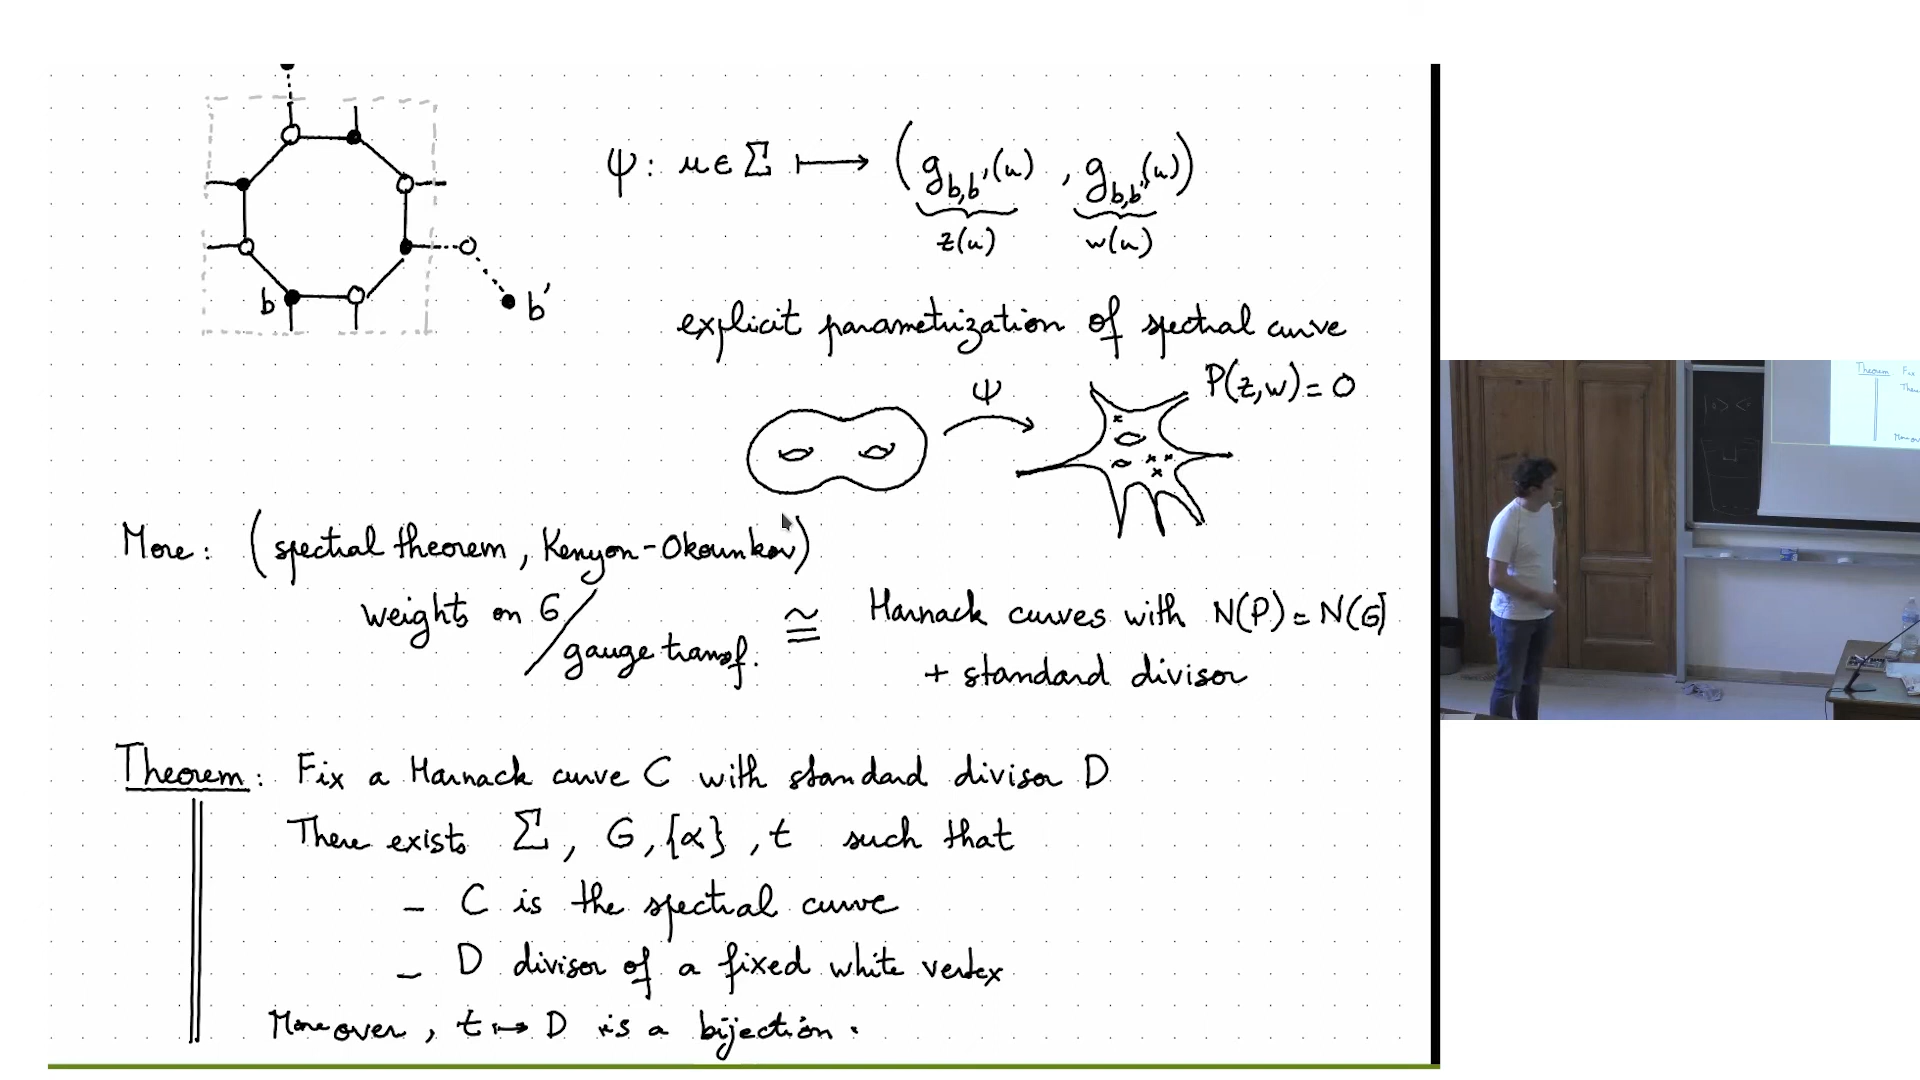 ψ : u ∈ Σ ⟼ ( g_{b,b'}(u) , g_{b,b''}(u) )
z(u) w(u)
b
b'
explicit parametrization of spectral curve
P(z,w) = 0
ψ
More : (spectral theorem, Kenyon-Okounkov)
weights on G / gauge transf. ≅ Harnack curves with N(P) = N(G)
+ standard divisor
Theorem : Fix a Harnack curve C with standard divisor D
There exists Σ, G, {α}, t such that
- C is the spectral curve
- D divisor of a fixed white vertex
Moreover, t ↦ D is a bijection.